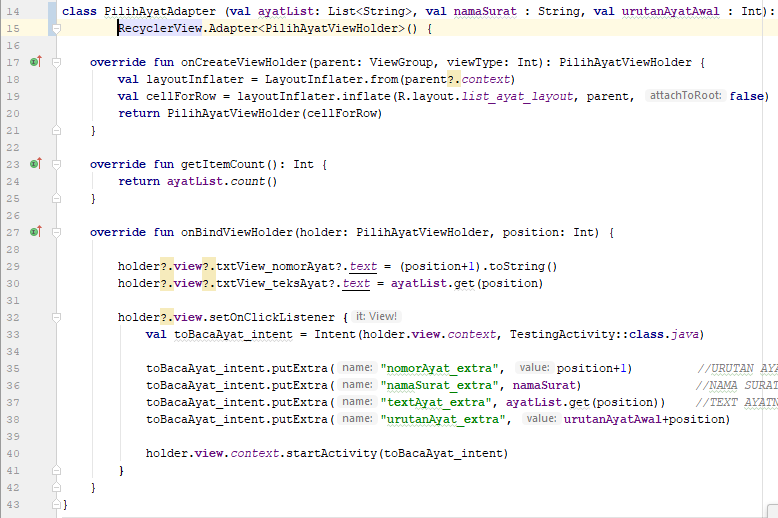 14 class PilihAyatAdapter (val ayatList: List<String>, val namaSurat : String, val urutanAyatAwal : Int):
15 RecyclerView.Adapter<PilihAyatViewHolder>() {
16
17 override fun onCreateViewHolder(parent: ViewGroup, viewType: Int): PilihAyatViewHolder {
18 val layoutInflater = LayoutInflater.from(parent?.context)
19 val cellForRow = layoutInflater.inflate(R.layout.list_ayat_layout, parent, attachToRoot: false)
20 return PilihAyatViewHolder(cellForRow)
21 }
22
23 override fun getItemCount(): Int {
24 return ayatList.count()
25 }
26
27 override fun onBindViewHolder(holder: PilihAyatViewHolder, position: Int) {
28
29 holder?.view?.txtView_nomorAyat?.text = (position+1).toString()
30 holder?.view?.txtView_teksAyat?.text = ayatList.get(position)
31
32 holder?.view.setOnClickListener { it: View!
33 val toBacaAyat_intent = Intent(holder.view.context, TestingActivity::class.java)
34
35 toBacaAyat_intent.putExtra( name: "nomorAyat_extra", value: position+1) //URUTAN AYA
36 toBacaAyat_intent.putExtra( name: "namaSurat_extra", namaSurat) //NAMA SURAT
37 toBacaAyat_intent.putExtra( name: "textAyat_extra", ayatList.get(position)) //TEXT AYATN
38 toBacaAyat_intent.putExtra( name: "urutanAyat_extra", value: urutanAyatAwal+position)
39
40 holder.view.context.startActivity(toBacaAyat_intent)
41 }
42 }
43 }